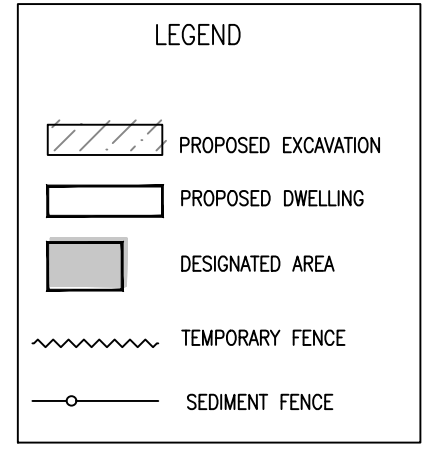 LEGEND
PROPOSED EXCAVATION
PROPOSED DWELLING
DESIGNATED AREA
TEMPORARY FENCE
SEDIMENT FENCE